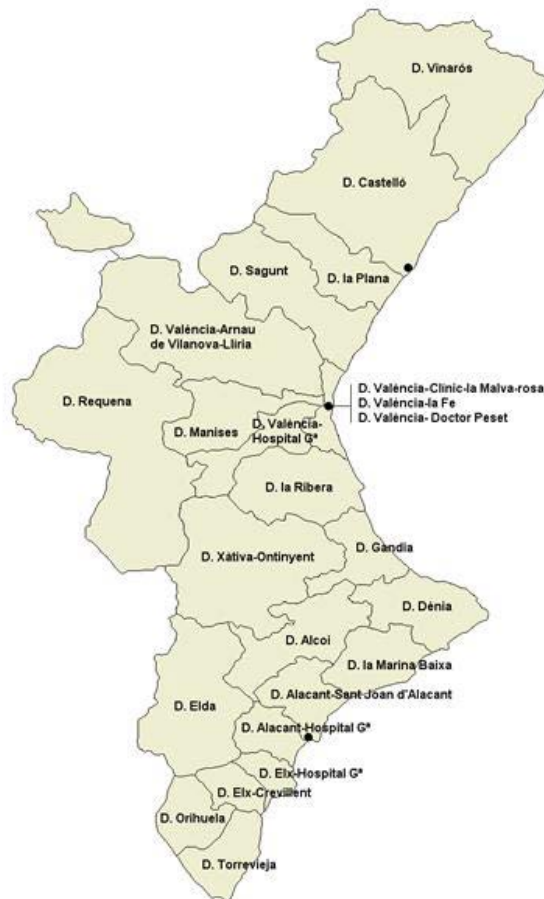 D. Vinarós
D. Castelló
D. Sagunt
D. la Plana
D. València-Arnau
de Vilanova-Llíria
D. Requena
D. València-Clínic-la Malva-rosa
D. València-la Fe
D. València- Doctor Peset
D. Manises
D. València-
Hospital Gª
D. la Ribera
D. Xàtiva-Ontinyent
D. Gandia
D. Dénia
D. Alcoi
D. la Marina Baixa
D. Alacant-Sant Joan d'Alacant
D. Elda
D. Alacant-Hospital Gª
D. Elx-Hospital Gª
D. Elx-Crevillent
D. Orihuela
D. Torrevieja